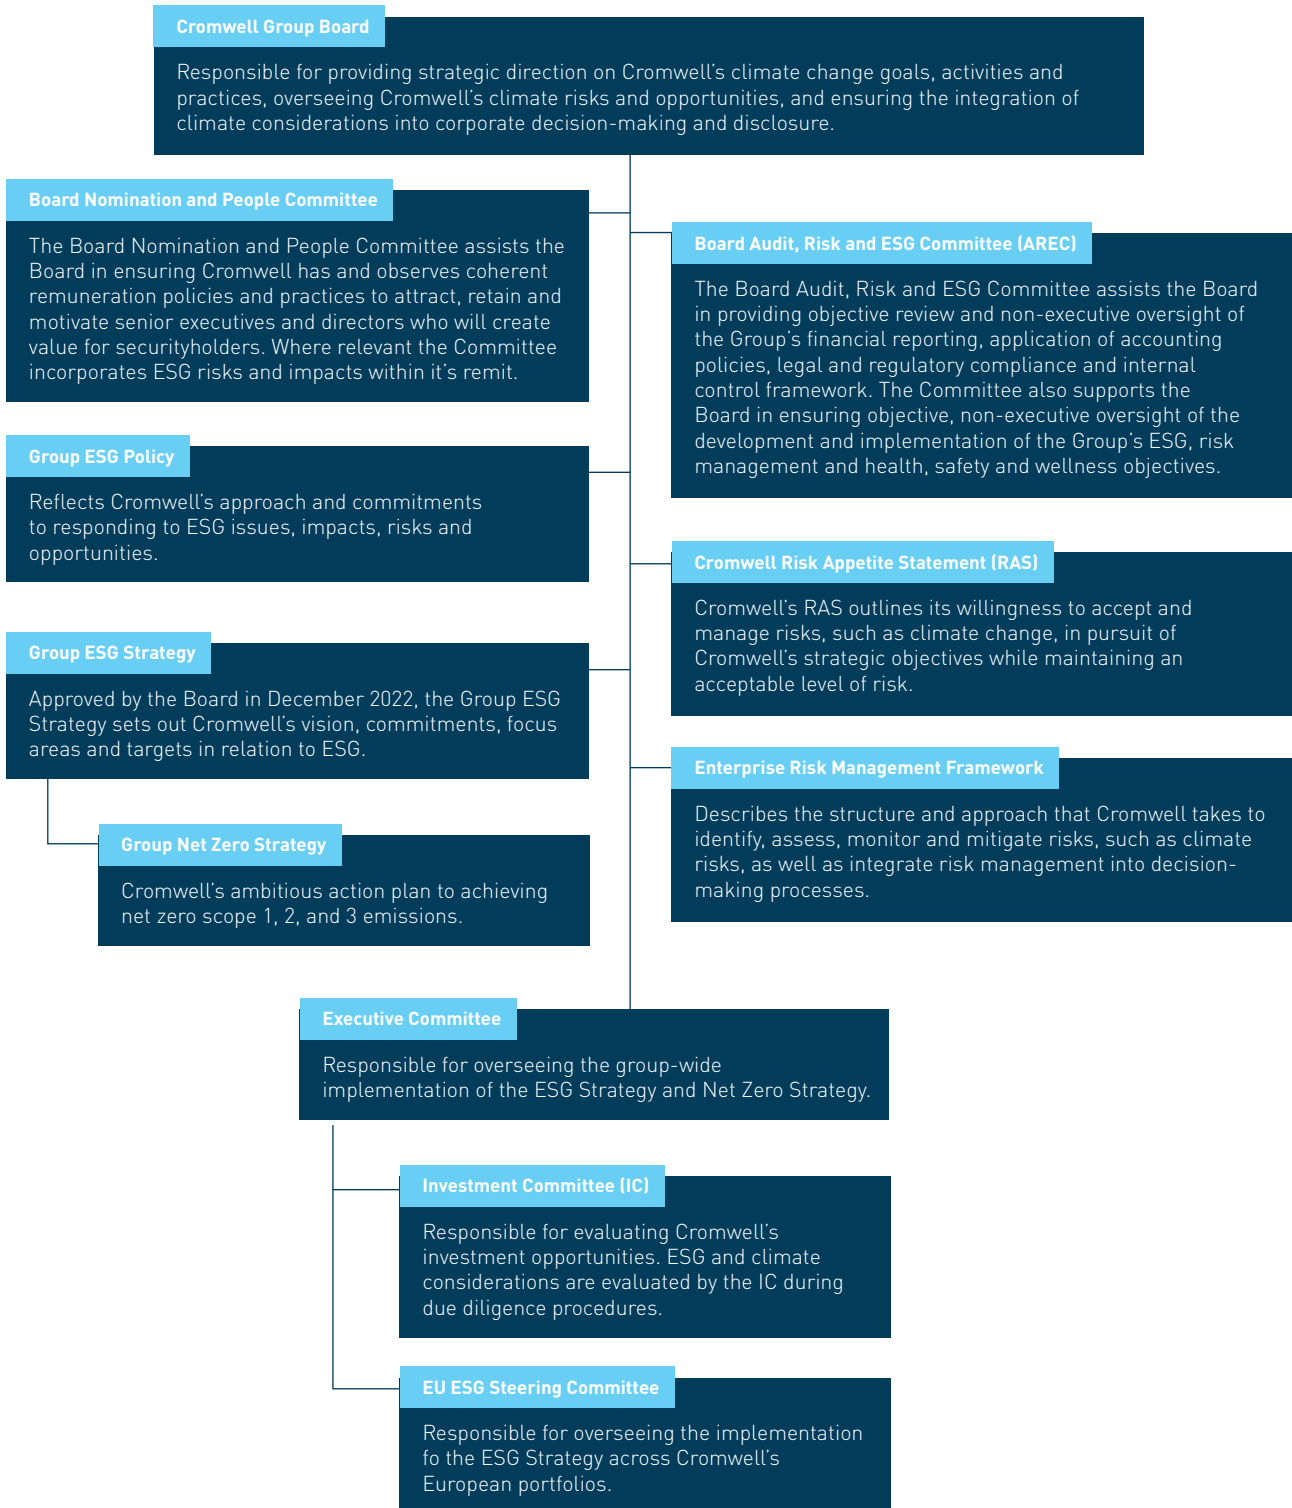 Cromwell Group Board
Responsible for providing strategic direction on Cromwell's climate change goals, activities and
practices, overseeing Cromwell's climate risks and opportunities, and ensuring the integration of
climate considerations into corporate decision-making and disclosure.
Board Nomination and People Committee
The Board Nomination and People Committee assists the
Board in ensuring Cromwell has and observes coherent
remuneration policies and practices to attract, retain and
motivate senior executives and directors who will create
value for securityholders. Where relevant the Committee
incorporates ESG risks and impacts within it's remit.
Board Audit, Risk and ESG Committee (AREC)
The Board Audit, Risk and ESG Committee assists the Board
in providing objective review and non-executive oversight of
the Group's financial reporting, application of accounting
policies, legal and regulatory compliance and internal
control framework. The Committee also supports the
Board in ensuring objective, non-executive oversight of the
development and implementation of the Group's ESG, risk
management and health, safety and wellness objectives.
Group ESG Policy
Reflects Cromwell's approach and commitments
to responding to ESG issues, impacts, risks and
opportunities.
Cromwell Risk Appetite Statement (RAS)
Cromwell's RAS outlines its willingness to accept and
manage risks, such as climate change, in pursuit of
Cromwell's strategic objectives while maintaining an
acceptable level of risk.
Group ESG Strategy
Approved by the Board in December 2022, the Group ESG
Strategy sets out Cromwell's vision, commitments, focus
areas and targets in relation to ESG.
Enterprise Risk Management Framework
Describes the structure and approach that Cromwell takes to
identify, assess, monitor and mitigate risks, such as climate
risks, as well as integrate risk management into decision-
making processes.
Group Net Zero Strategy
Cromwell's ambitious action plan to achieving
net zero scope 1, 2, and 3 emissions.
Executive Committee
Responsible for overseeing the group-wide
implementation of the ESG Strategy and Net Zero Strategy.
Investment Committee (IC)
Responsible for evaluating Cromwell's
investment opportunities. ESG and climate
considerations are evaluated by the IC during
due diligence procedures.
EU ESG Steering Committee
Responsible for overseeing the implementation
fo the ESG Strategy across Cromwell's
European portfolios.